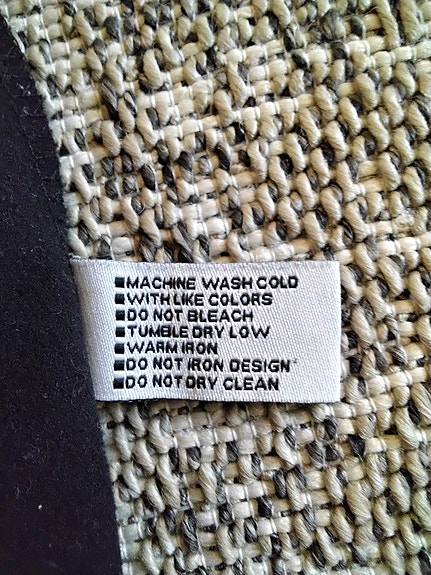 ■MACHINE WASH COLD
■WITH LIKE COLORS
■DO NOT BLEACH
■TUMBLE DRY LOW
■WARM IRON
■DO NOT IRON DESIGN
■DO NOT DRY CLEAN